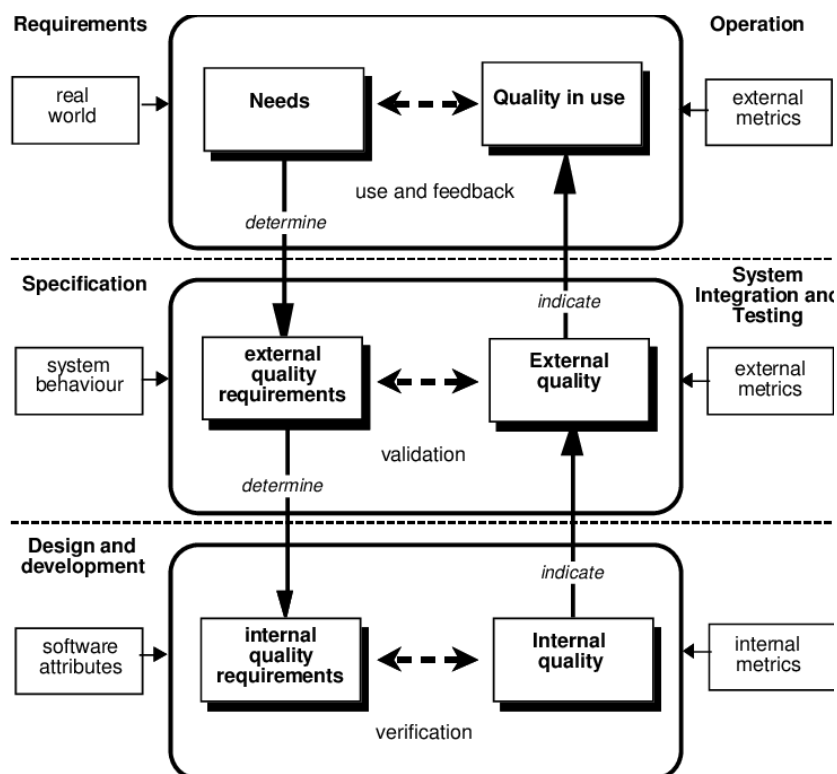 Requirements
Operation
real
world
Needs
Quality in use
external
metrics
use and feedback
determine
Specification
System
Integration and
Testing
indicate
system
behaviour
external
quality
requirements
External
quality
external
metrics
validation
determine
Design and
development
indicate
software
attributes
internal
quality
requirements
Internal
quality
internal
metrics
verification